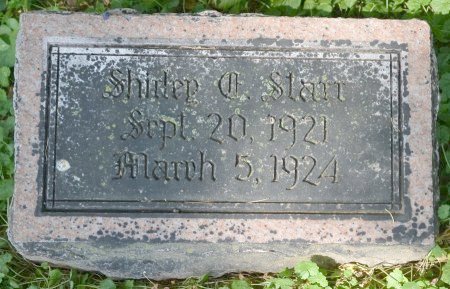 Shirley C. Starr
Sept. 20, 1921
March 5, 1924